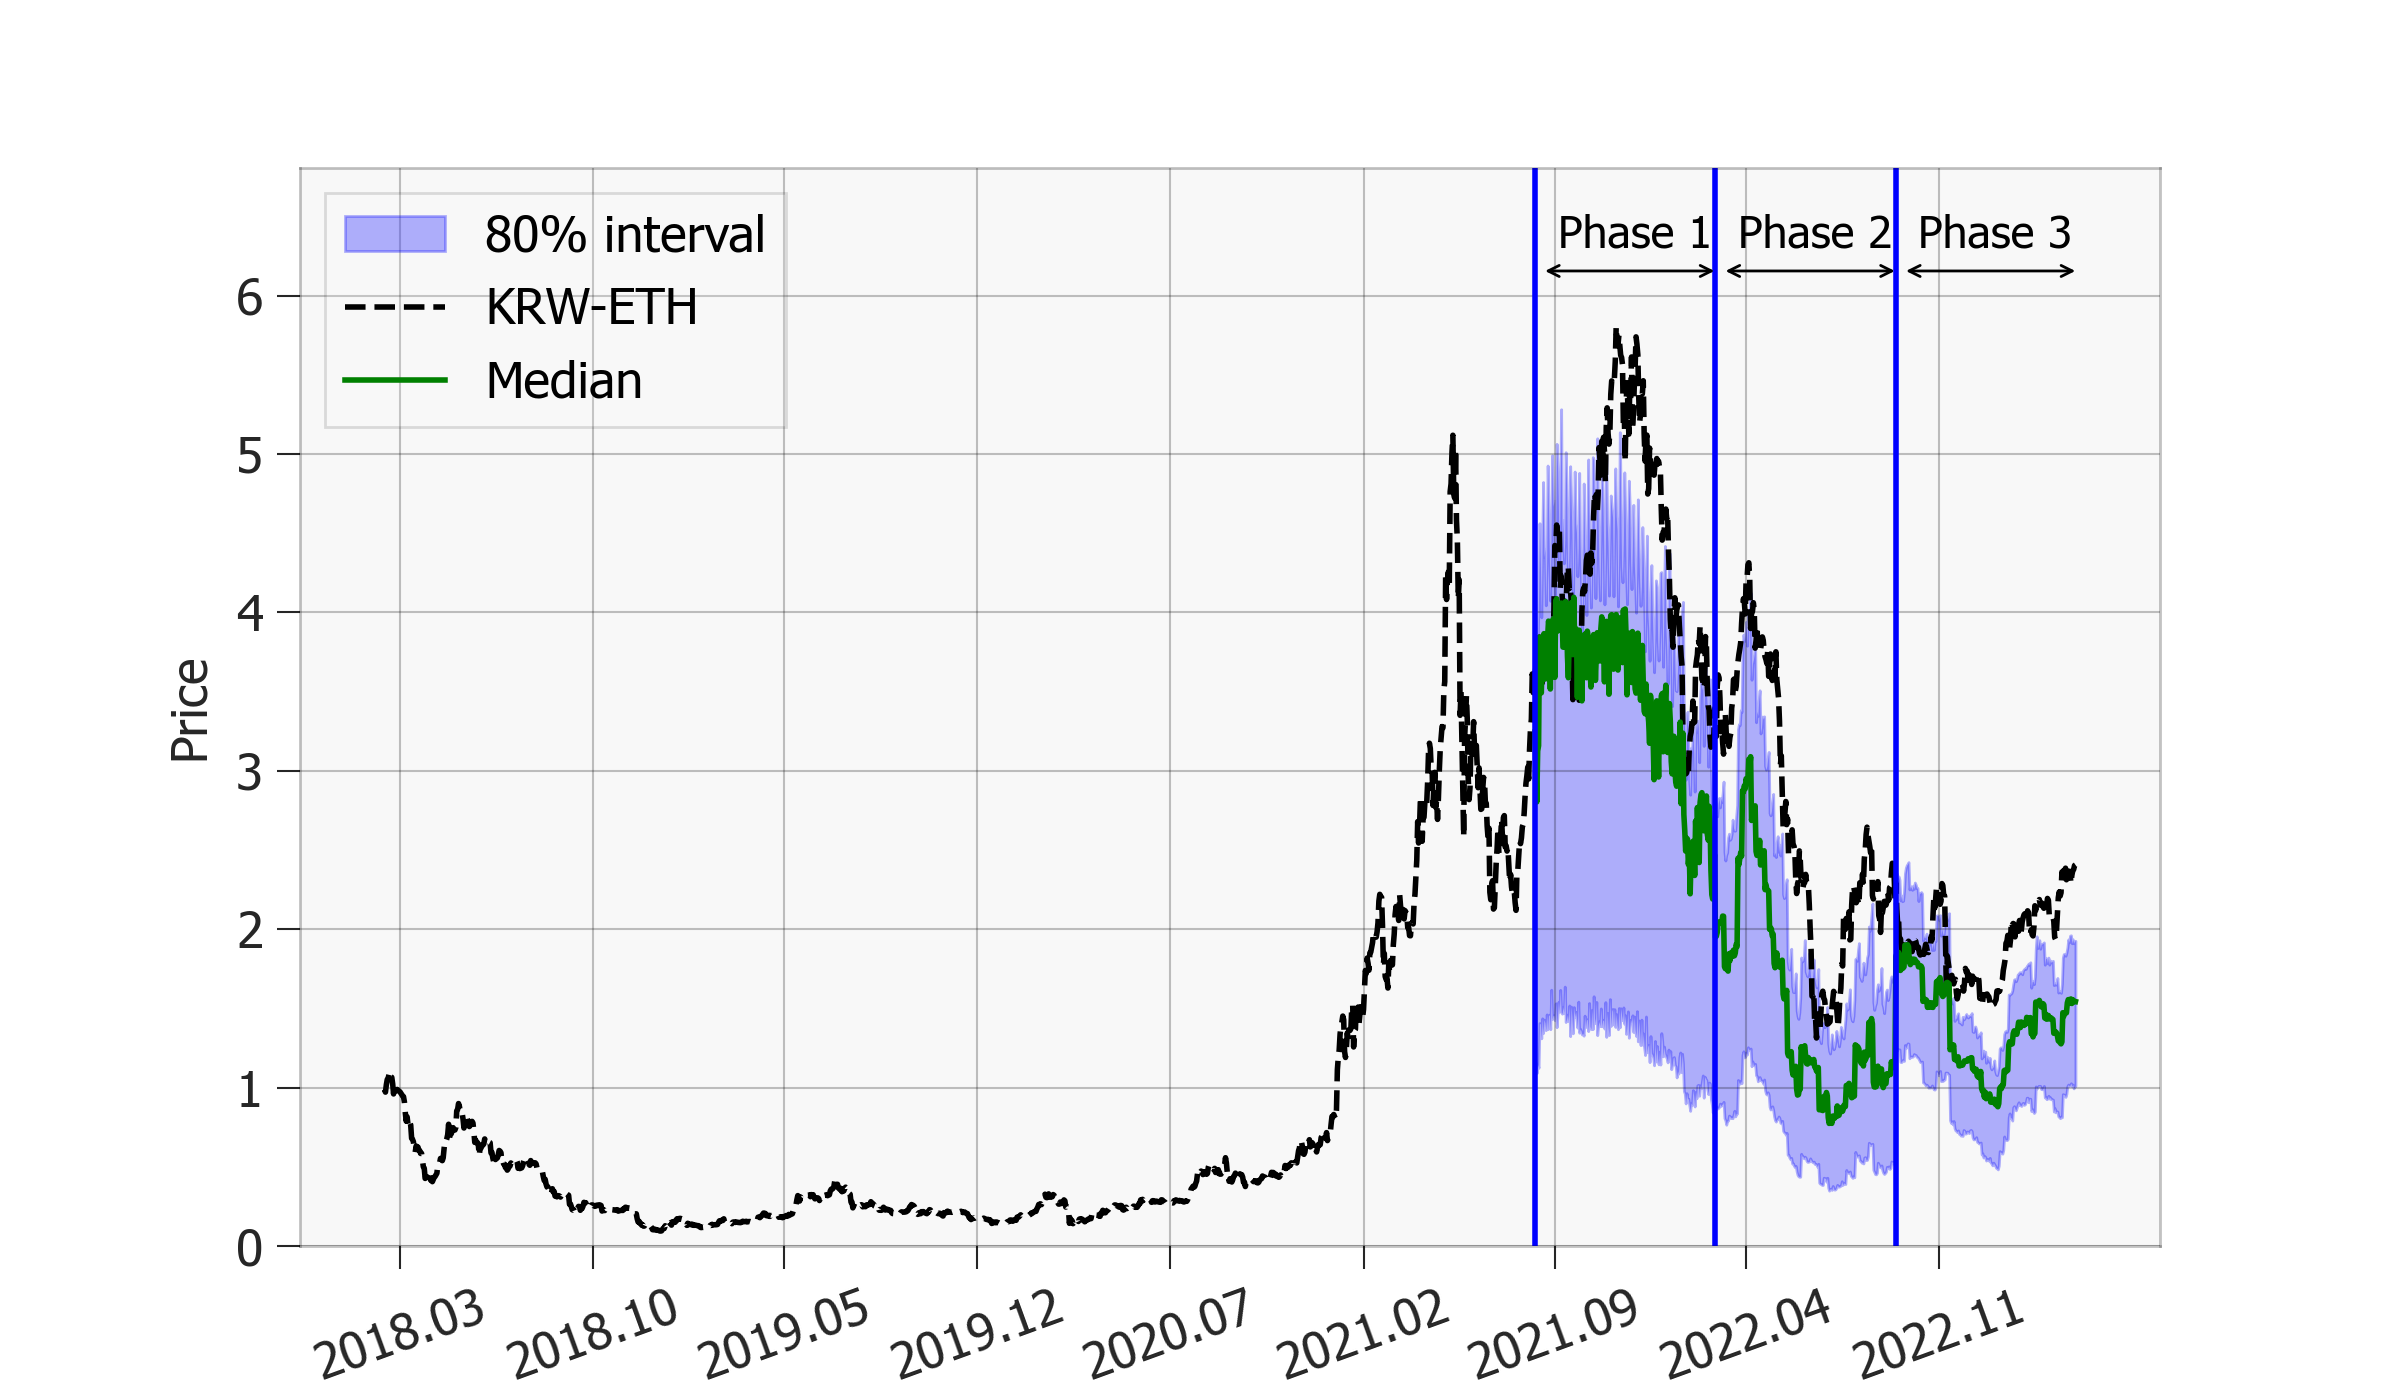 80% interval
KRW-ETH
Median
Phase 1
Phase 2
Phase 3
Price
6
5
4
3
2
1
0
2018.03
2018.10
2019.05
2019.12
2020.07
2021.02
2021.09
2022.04
2022.11